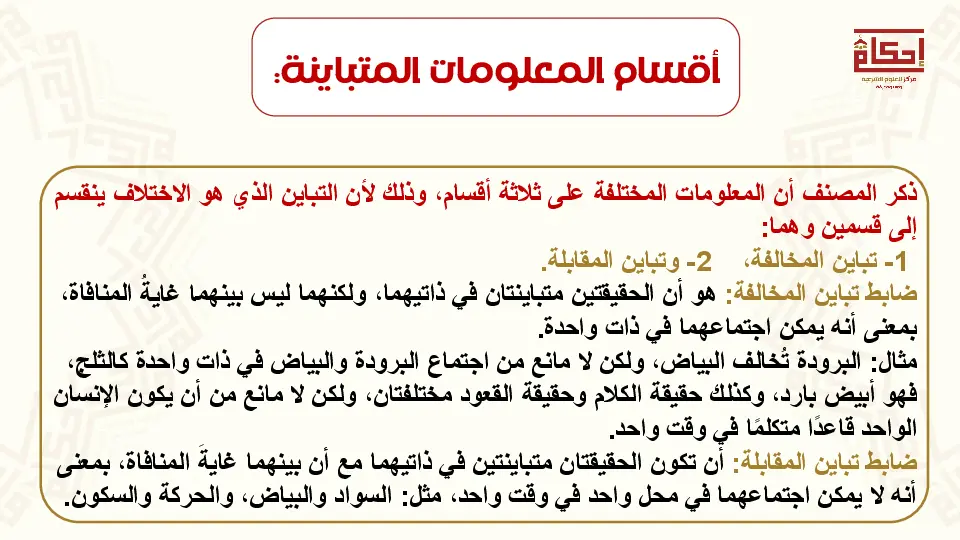 أقسام المعلومات المتباينة:
إحكام
مركز للعلوم الشرعية
ذكر المصنف أن المعلومات المختلفة على ثلاثة أقسام، وذلك لأن التباين الذي هو الاختلاف ينقسم
إلى قسمين وهما:
1- تباين المخالفة، 2- وتباين المقابلة.
ضابط تباين المخالفة: هو أن الحقيقتين متباينتان في ذاتيهما، ولكنهما ليس بينهما غايةُ المنافاة،
بمعنى أنه يمكن اجتماعهما في ذات واحدة.
مثال: البرودة تُخالف البياض، ولكن لا مانع من اجتماع البرودة والبياض في ذات واحدة كالثلج،
فهو أبيض بارد، وكذلك حقيقة الكلام وحقيقة القعود مختلفتان، ولكن لا مانع من أن يكون الإنسان
الواحد قاعدًا متكلمًا في وقت واحد.
ضابط تباين المقابلة: أن تكون الحقيقتان متباينتين في ذاتيهما مع أن بينهما غايةَ المنافاة، بمعنى
أنه لا يمكن اجتماعهما في محل واحد في وقت واحد، مثل: السواد والبياض، والحركة والسكون.